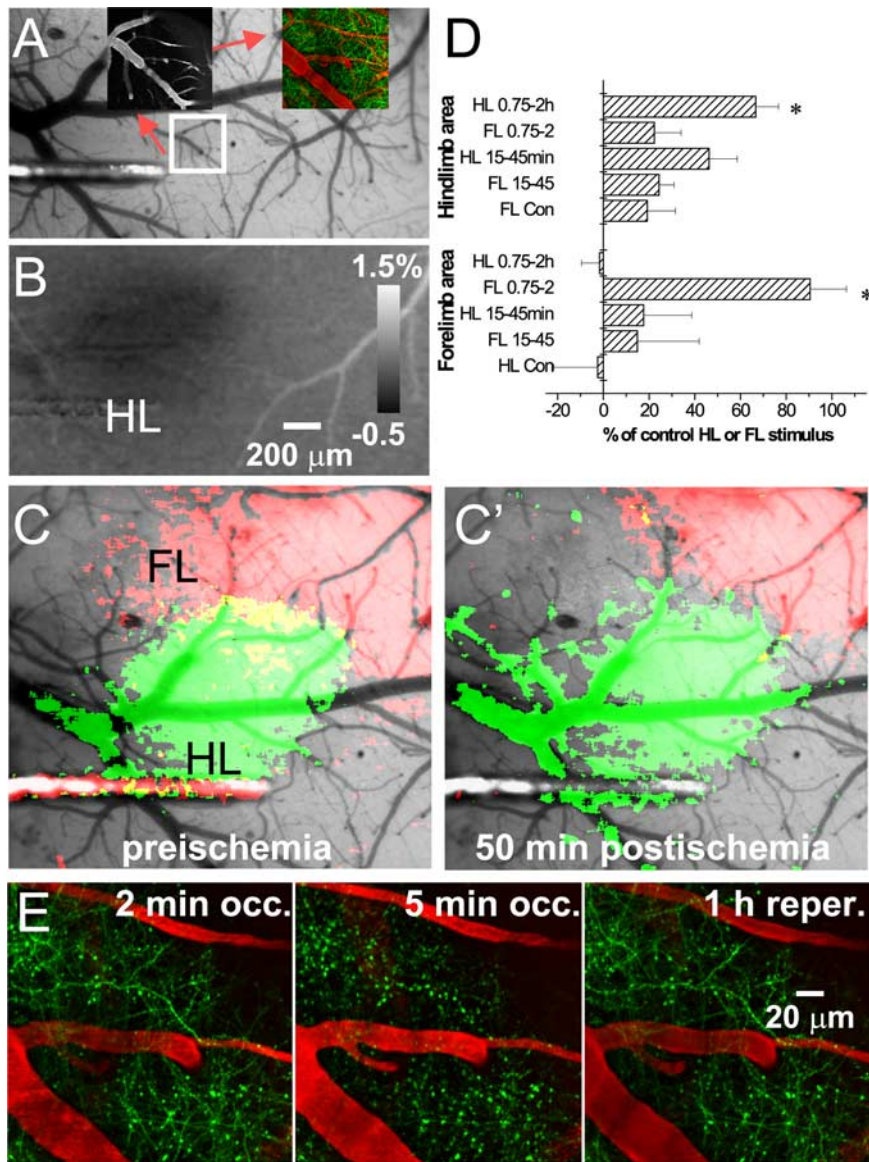 A
B
1.5%
-0.5
HL
200 μm
D
Hindlimb area
HL 0.75-2h
FL 0.75-2
HL 15-45min
FL 15-45
FL Con
Forelimb area
HL 0.75-2h
FL 0.75-2
HL 15-45min
FL 15-45
HL Con
*
*
-20 0 20 40 60 80 100
% of control HL or FL stimulus
C
FL
HL
preischemia
C'
50 min postischemia
E
2 min occ.
5 min occ.
1 h reper.
20 μm